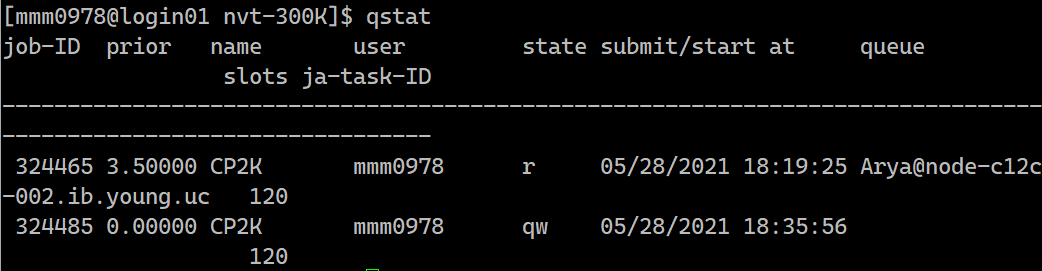 [mmm0978@login01 nvt-300K]$ qstat
job-ID  prior   name       user         state submit/start at     queue
                 slots ja-task-ID
--------------------------------------------------------------------------------
---------------------------------
 324465 3.50000 CP2K       mmm0978      r     05/28/2021 18:19:25 Arya@node-c12c
-002.ib.young.uc   120
 324485 0.00000 CP2K       mmm0978      qw    05/28/2021 18:35:56
                   120